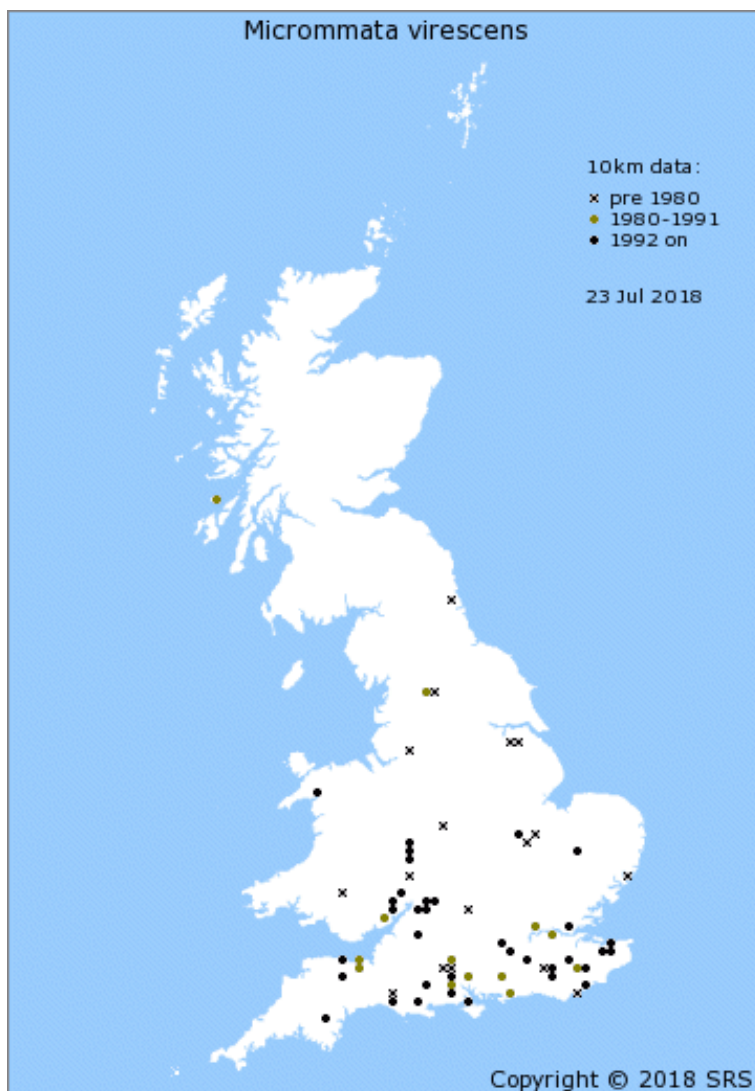 Micrommata virescens
10km data:
pre 1980
1980-1991
1992 on
23 Jul 2018
Copyright © 2018 SRS